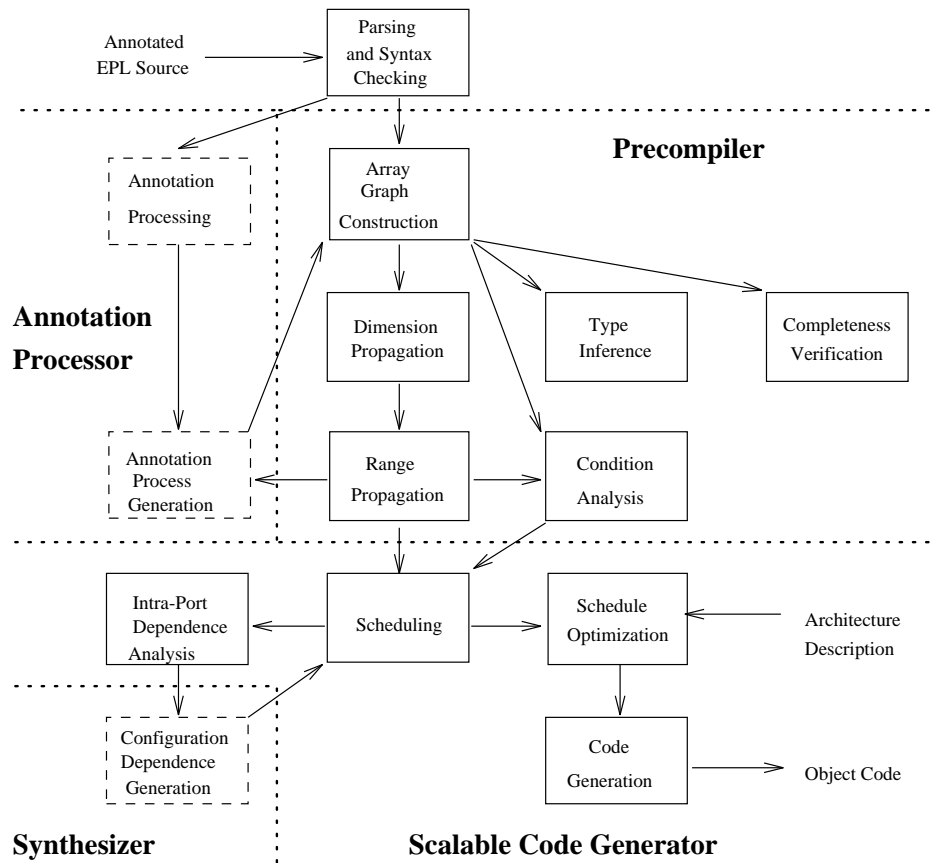 Annotated
EPL Source
Parsing
and Syntax
Checking
Precompiler
Annotation
Processing
Array
Graph
Construction
Annotation
Processor
Dimension
Propagation
Type
Inference
Completeness
Verification
Annotation
Process
Generation
Range
Propagation
Condition
Analysis
Intra-Port
Dependence
Analysis
Scheduling
Schedule
Optimization
Architecture
Description
Configuration
Dependence
Generation
Code
Generation
Object Code
Synthesizer
Scalable Code Generator